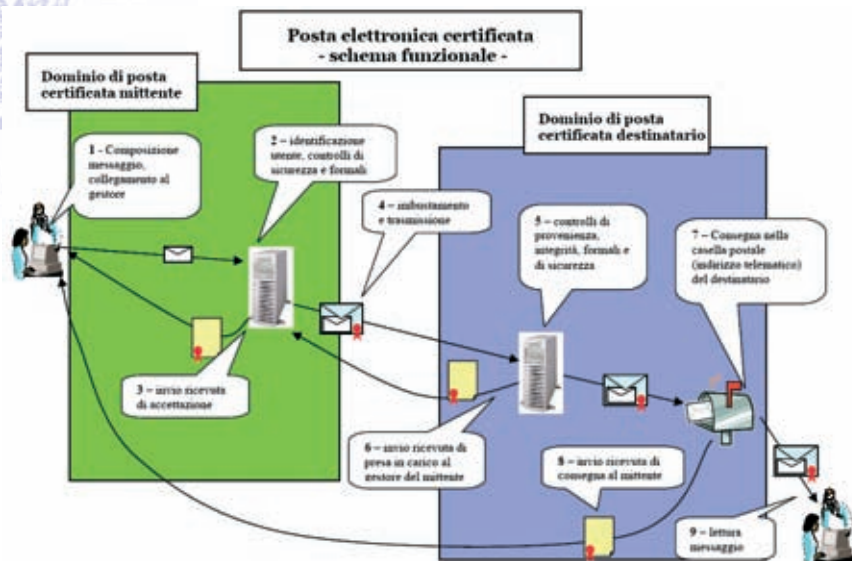 Posta elettronica certificata
- schema funzionale -
Dominio di posta
certificata mittente
Dominio di posta
certificata destinatario
1 - Composizione
messaggio,
collegamento al
gestore
2 – identificazione
utente, controlli di
sicurezza e formali
3 – invio ricevuta
di accettazione
4 – imbustamento
e trasmissione
5 – controlli di
provenienza,
integrità, formali e
di sicurezza
6 – invio ricevuta di
presa in carico al
gestore del mittente
7 – Consegna nella
casella postale
(indirizzo telematico)
del destinatario
8 – invio ricevuta di
consegna al mittente
9 – lettura
messaggio